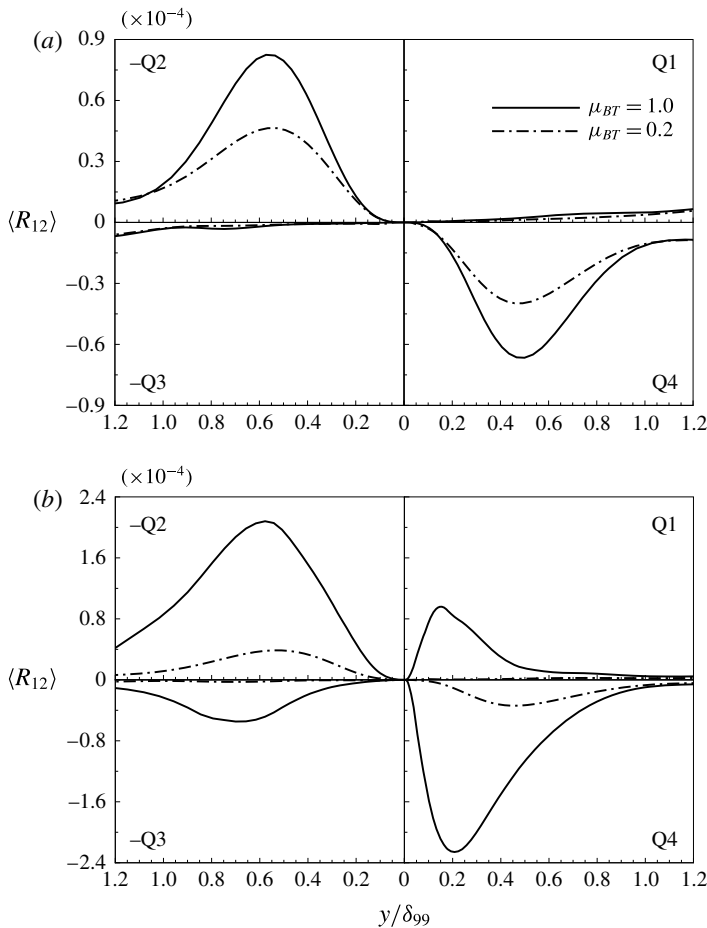 (×10⁻⁴)
(a)
0.9
–Q2
Q1
0.6
μ_BT = 1.0
μ_BT = 0.2
0.3
⟨R₁₂⟩ 0
−0.3
−0.6
–Q3
Q4
−0.9
1.2 1.0 0.8 0.6 0.4 0.2 0 0.2 0.4 0.6 0.8 1.0 1.2
(×10⁻⁴)
(b)
2.4
–Q2
Q1
1.6
0.8
⟨R₁₂⟩ 0
−0.8
−1.6
–Q3
Q4
−2.4
1.2 1.0 0.8 0.6 0.4 0.2 0 0.2 0.4 0.6 0.8 1.0 1.2
y/δ₉₉